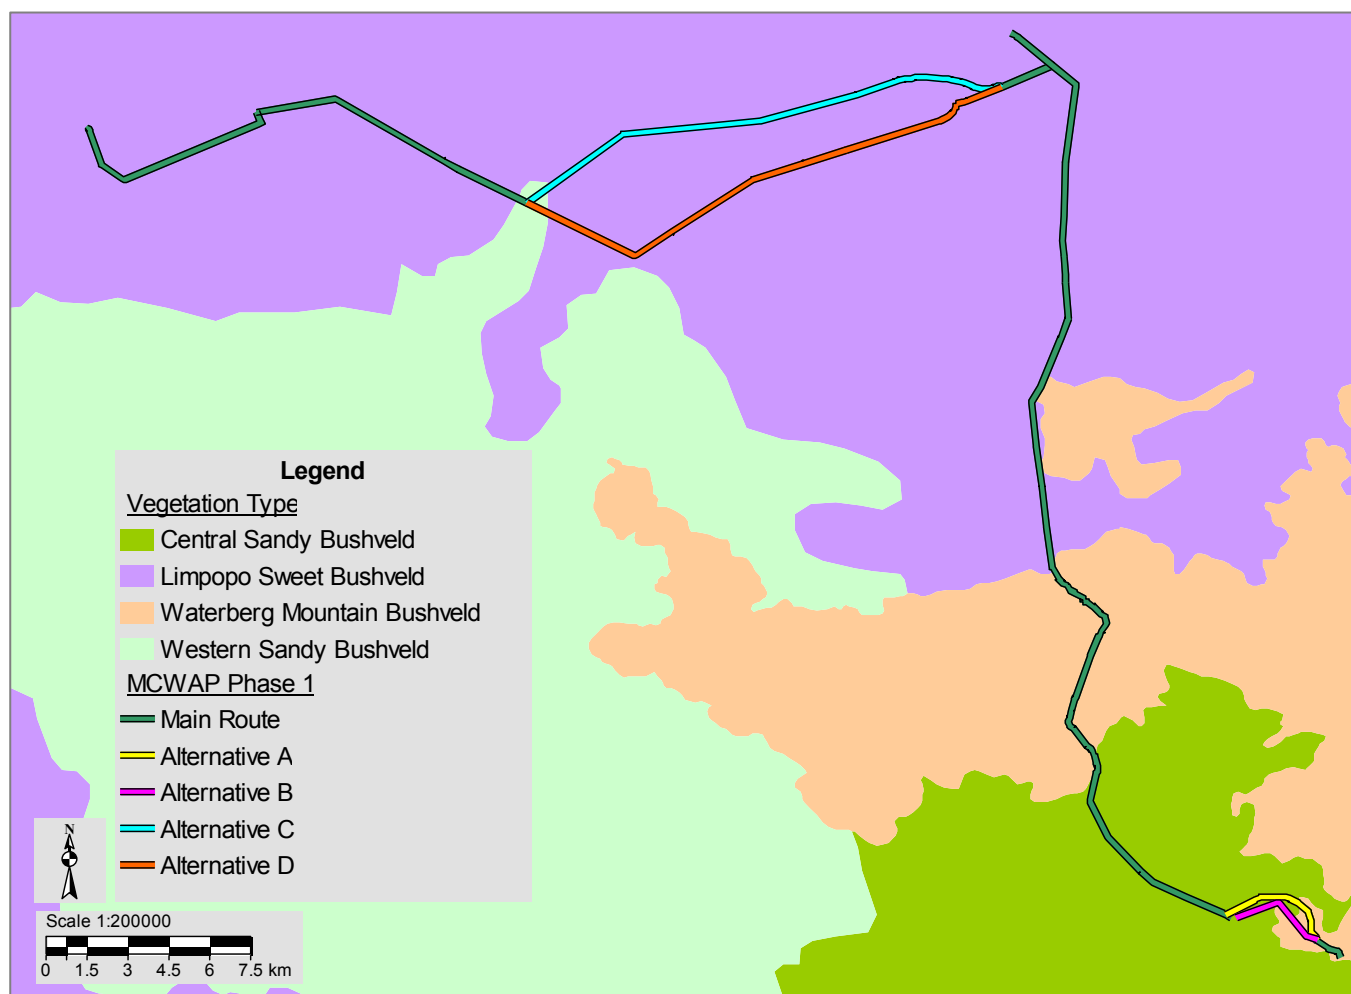 Legend
Vegetation Type
Central Sandy Bushveld
Limpopo Sweet Bushveld
Waterberg Mountain Bushveld
Western Sandy Bushveld
MCWAP Phase 1
Main Route
Alternative A
Alternative B
Alternative C
Alternative D
N
Scale 1:200000
0 1.5 3 4.5 6 7.5 km